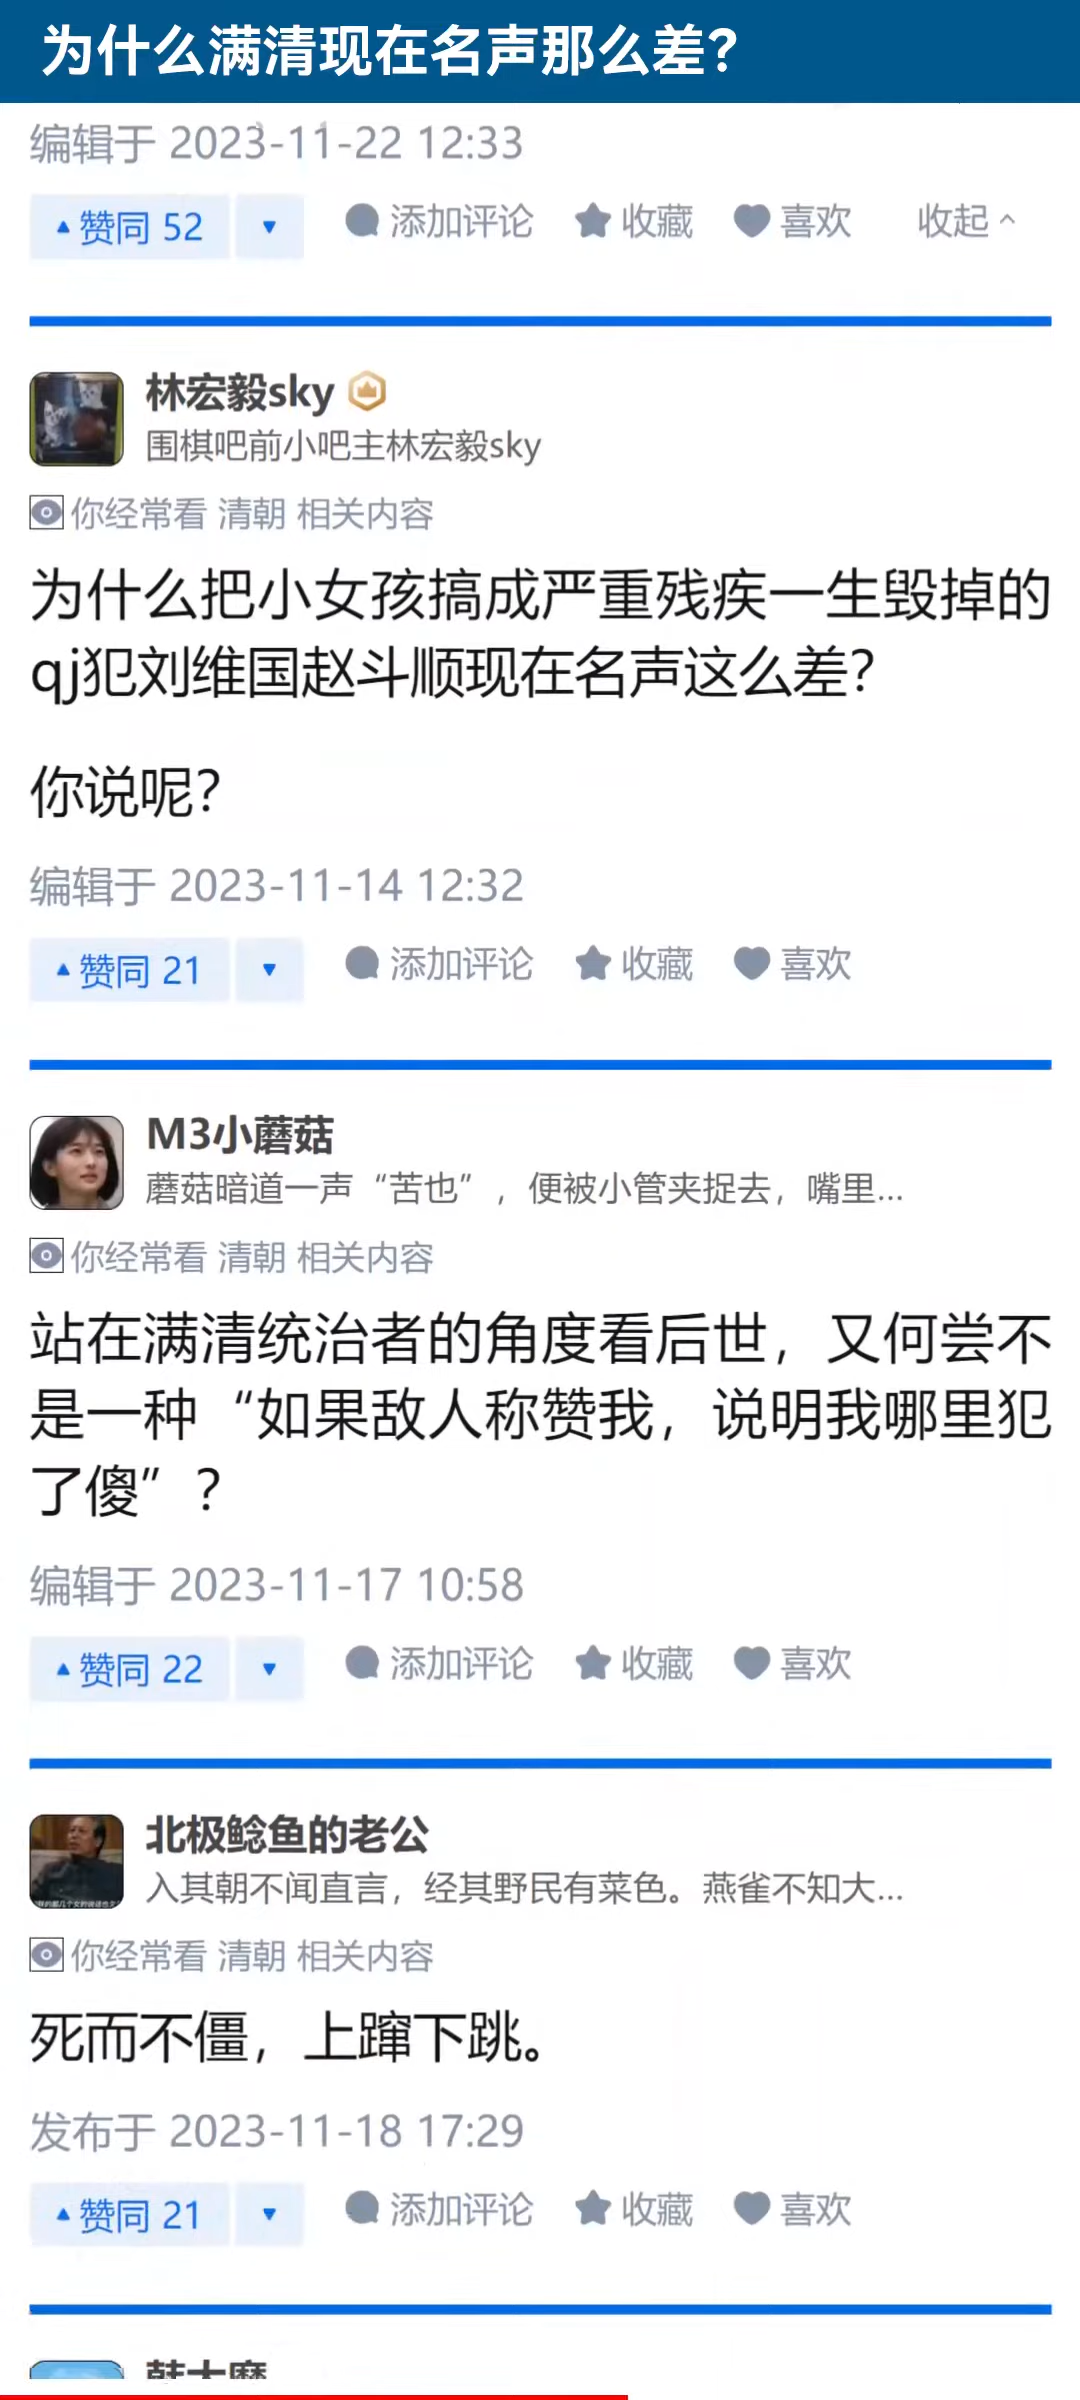 为什么满清现在名声那么差?
编辑于 2023-11-22 12:33
赞同 52
添加评论
收藏
喜欢
收起
林宏毅sky
围棋吧前小吧主林宏毅sky
你经常看 清朝 相关内容
为什么把小女孩搞成严重残疾一生毁掉的
qj犯刘维国赵斗顺现在名声这么差?
你说呢?
编辑于 2023-11-14 12:32
赞同 21
添加评论
收藏
喜欢
M3小蘑菇
蘑菇暗道一声“苦也”，便被小管夹捉去，嘴里...
你经常看 清朝 相关内容
站在满清统治者的角度看后世，又何尝不
是一种“如果敌人称赞我，说明我哪里犯
了傻”？
编辑于 2023-11-17 10:58
赞同 22
添加评论
收藏
喜欢
北极鲶鱼的老公
入其朝不闻直言，经其野民有菜色。燕雀不知大...
你经常看 清朝 相关内容
死而不僵，上蹿下跳。
发布于 2023-11-18 17:29
赞同 21
添加评论
收藏
喜欢